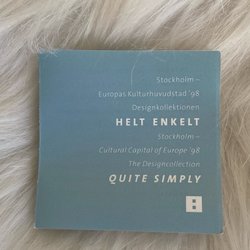 Stockholm –
Europas Kulturhuvudstad '98
Designkollektionen
HELT ENKELT
Stockholm –
Cultural Capital of Europe '98
The Designcollection
QUITE SIMPLY